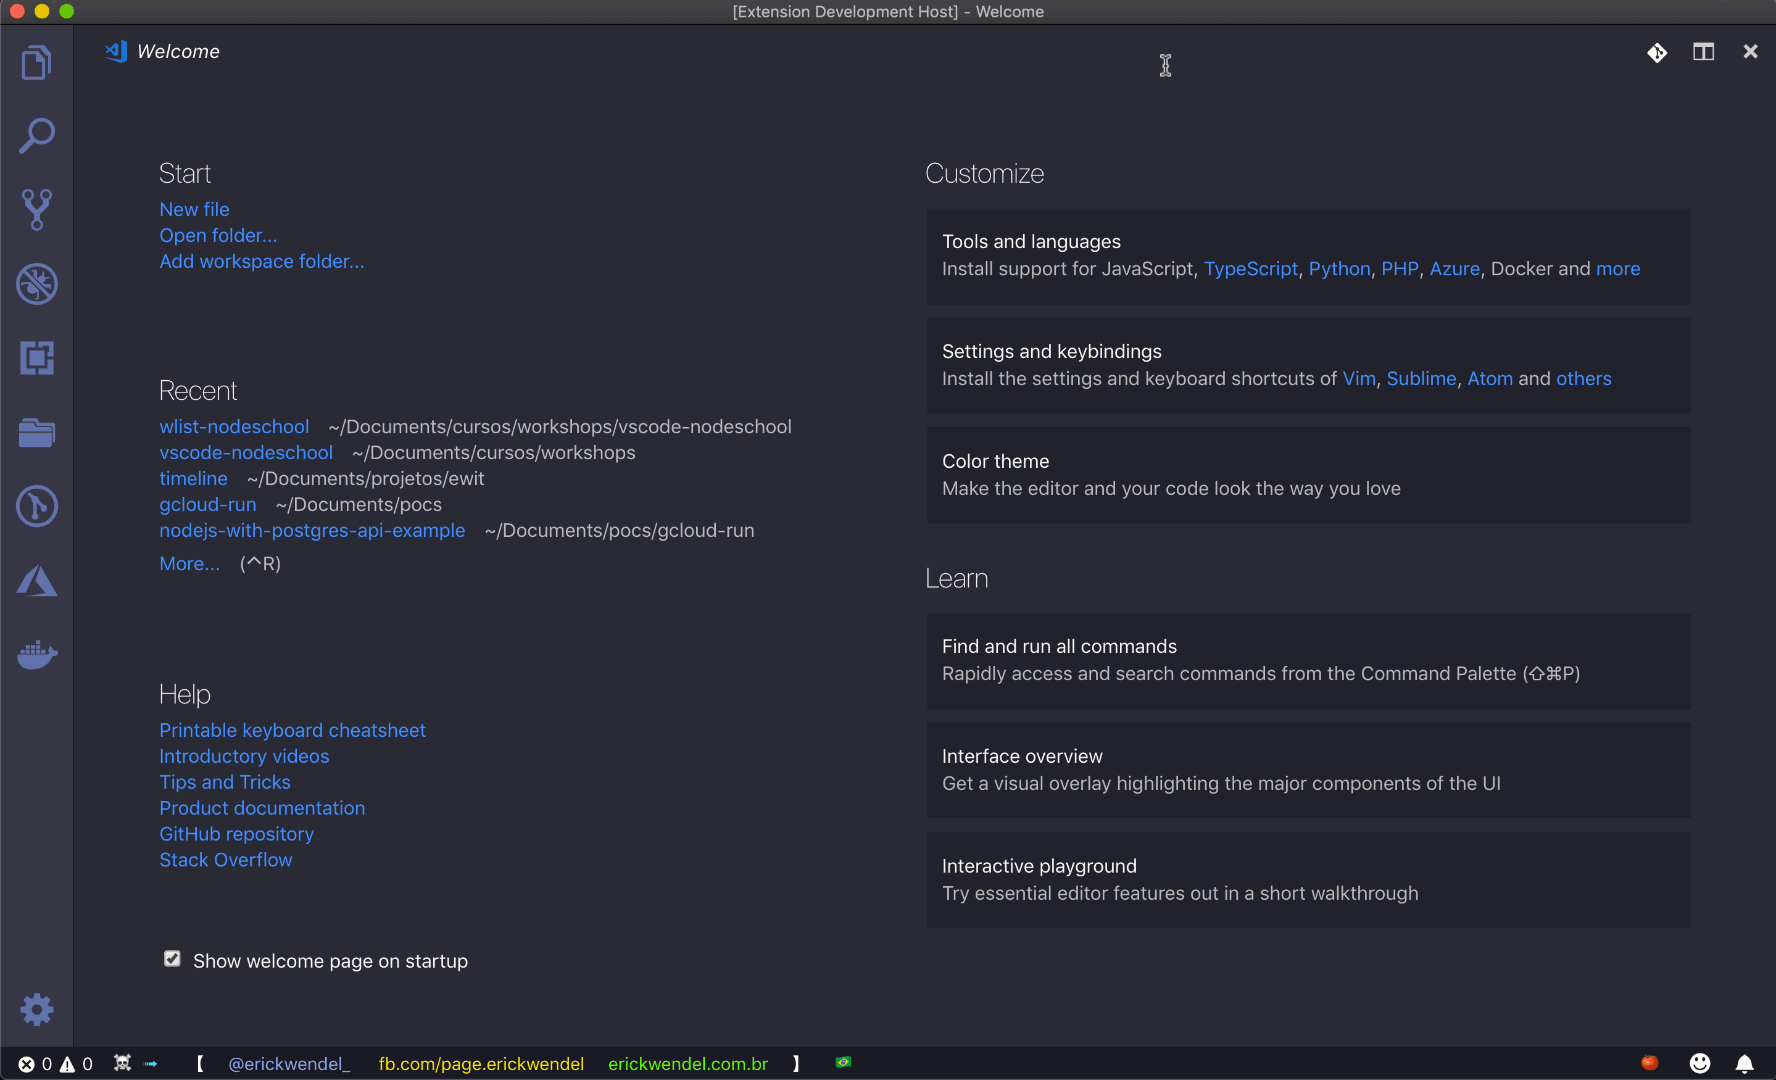 [Extension Development Host] - Welcome
Welcome
Start
New file
Open folder...
Add workspace folder...
Recent
wlist-nodeschool ~/Documents/cursos/workshops/vscode-nodeschool
vscode-nodeschool ~/Documents/cursos/workshops
timeline ~/Documents/projetos/ewit
gcloud-run ~/Documents/pocs
nodejs-with-postgres-api-example ~/Documents/pocs/gcloud-run
More... (^R)
Help
Printable keyboard cheatsheet
Introductory videos
Tips and Tricks
Product documentation
GitHub repository
Stack Overflow
Show welcome page on startup
Customize
Tools and languages
Install support for JavaScript, TypeScript, Python, PHP, Azure, Docker and more
Settings and keybindings
Install the settings and keyboard shortcuts of Vim, Sublime, Atom and others
Color theme
Make the editor and your code look the way you love
Learn
Find and run all commands
Rapidly access and search commands from the Command Palette (⇧⌘P)
Interface overview
Get a visual overlay highlighting the major components of the UI
Interactive playground
Try essential editor features out in a short walkthrough
0 0 【 @erickwendel_ fb.com/page.erickwendel erickwendel.com.br 】